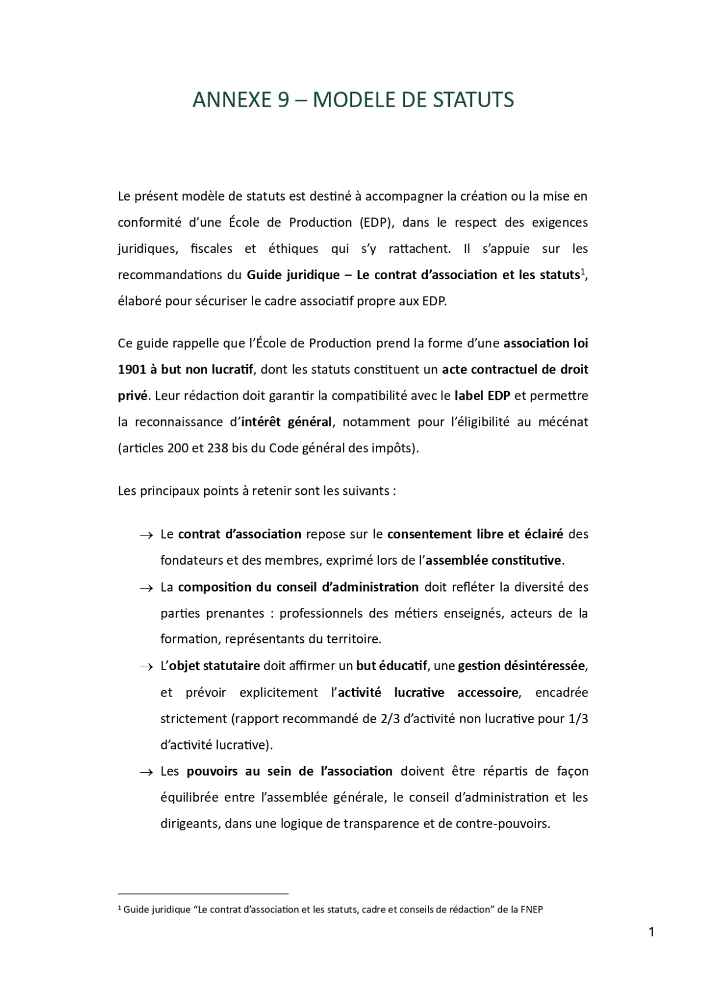 ANNEXE 9 – MODELE DE STATUTS
Le présent modèle de statuts est destiné à accompagner la création ou la mise en
conformité d’une École de Production (EDP), dans le respect des exigences
juridiques, fiscales et éthiques qui s’y rattachent. Il s’appuie sur les
recommandations du Guide juridique – Le contrat d’association et les statuts¹,
élaboré pour sécuriser le cadre associatif propre aux EDP.
Ce guide rappelle que l’École de Production prend la forme d’une association loi
1901 à but non lucratif, dont les statuts constituent un acte contractuel de droit
privé. Leur rédaction doit garantir la compatibilité avec le label EDP et permettre
la reconnaissance d’intérêt général, notamment pour l’éligibilité au mécénat
(articles 200 et 238 bis du Code général des impôts).
Les principaux points à retenir sont les suivants :
→ Le contrat d’association repose sur le consentement libre et éclairé des
fondateurs et des membres, exprimé lors de l’assemblée constitutive.
→ La composition du conseil d’administration doit refléter la diversité des
parties prenantes : professionnels des métiers enseignés, acteurs de la
formation, représentants du territoire.
→ L’objet statutaire doit affirmer un but éducatif, une gestion désintéressée,
et prévoir explicitement l’activité lucrative accessoire, encadrée
strictement (rapport recommandé de 2/3 d’activité non lucrative pour 1/3
d’activité lucrative).
→ Les pouvoirs au sein de l’association doivent être répartis de façon
équilibrée entre l’assemblée générale, le conseil d’administration et les
dirigeants, dans une logique de transparence et de contre-pouvoirs.
¹ Guide juridique “Le contrat d’association et les statuts, cadre et conseils de rédaction” de la FNEP
1